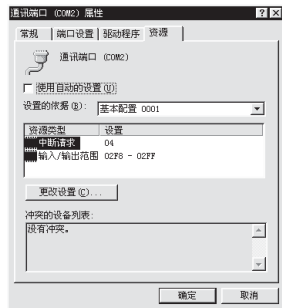 通讯端口 (COM2) 属性
常规 端口设置 驱动程序 资源
通讯端口 (COM2)
使用自动的设置(U)
设置的依据(B): 基本配置 0001
资源类型 设置
中断请求 04
输入/输出范围 02F8 - 02FF
更改设置(C)...
冲突的设备列表:
没有冲突。
确定 取消